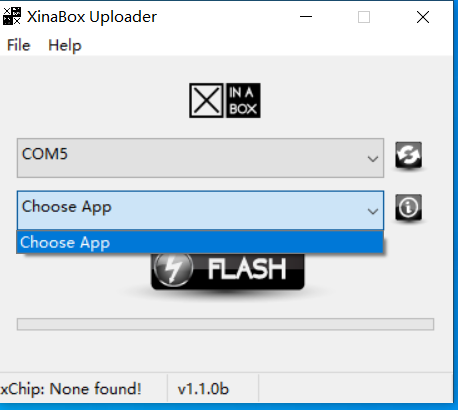 XinaBox Uploader
File Help
IN A
BOX
COM5
Choose App
Choose App
FLASH
xChip: None found! v1.1.0b